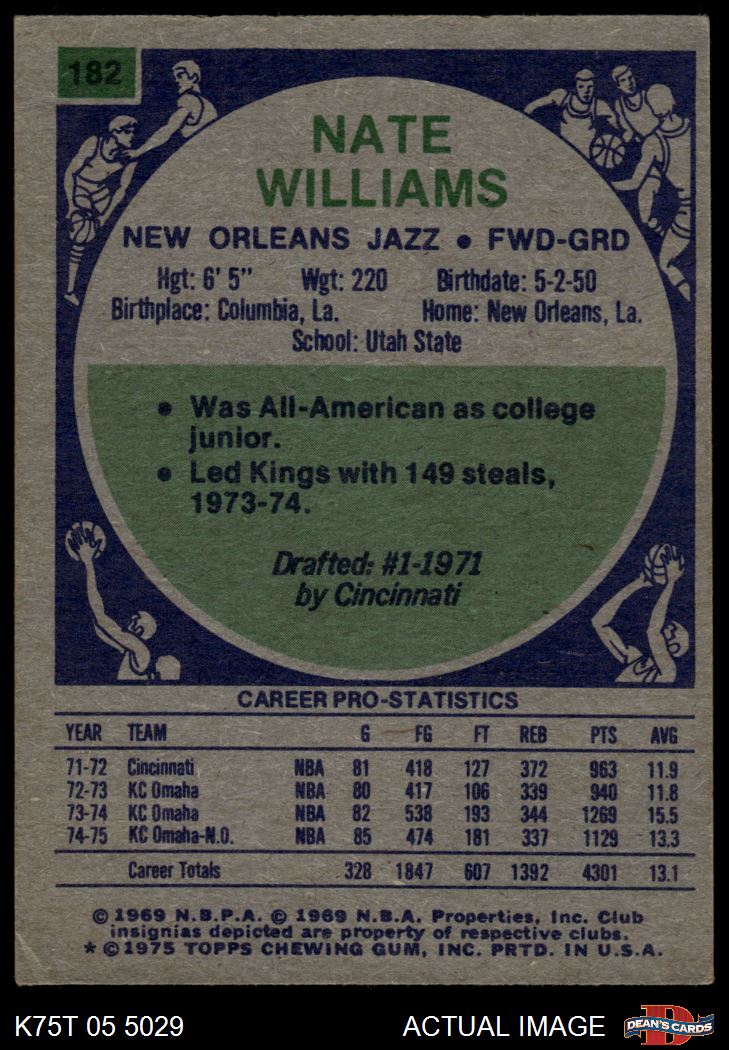 182
NATE
WILLIAMS
NEW ORLEANS JAZZ ● FWD-GRD
Hgt: 6' 5" Wgt: 220 Birthdate: 5-2-50
Birthplace: Columbia, La. Home: New Orleans, La.
School: Utah State
● Was All-American as college
junior.
● Led Kings with 149 steals,
1973-74.
Drafted: #1-1971
by Cincinnati
CAREER PRO-STATISTICS
YEAR TEAM G FG FT REB PTS AVG
71-72 Cincinnati NBA 81 418 127 372 963 11.9
72-73 KC Omaha NBA 80 417 106 339 940 11.8
73-74 KC Omaha NBA 82 538 193 344 1269 15.5
74-75 KC Omaha-N.O. NBA 85 474 181 337 1129 13.3
Career Totals 328 1847 607 1392 4301 13.1
© 1969 N.B.P.A. © 1969 N.B.A. Properties, Inc. Club
insignias depicted are property of respective clubs.
* © 1975 TOPPS CHEWING GUM, INC. PRTD. IN U.S.A.
K75T 05 5029 ACTUAL IMAGE D DEAN'S CARDS